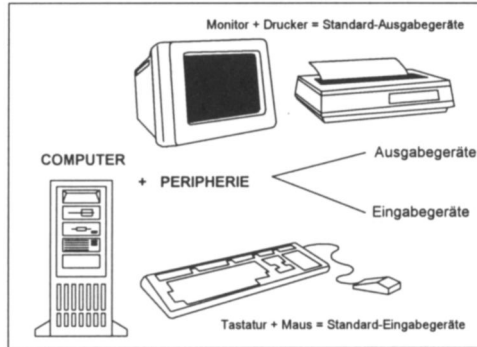 Monitor + Drucker = Standard-Ausgabegeräte
Ausgabegeräte
COMPUTER
+ PERIPHERIE
Eingabegeräte
Tastatur + Maus = Standard-Eingabegeräte